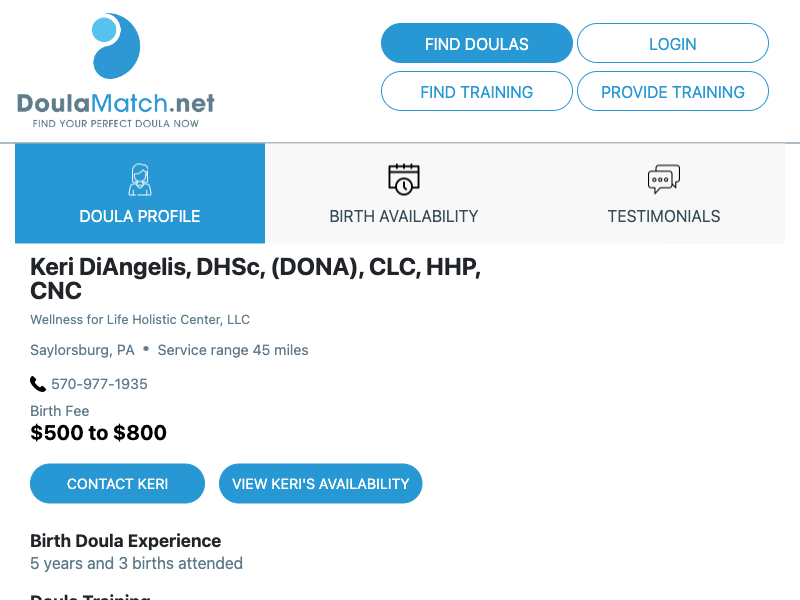 DoulaMatch.net
FIND YOUR PERFECT DOULA NOW
FIND DOULAS
LOGIN
FIND TRAINING
PROVIDE TRAINING
DOULA PROFILE
BIRTH AVAILABILITY
TESTIMONIALS
Keri DiAngelis, DHSc, (DONA), CLC, HHP,
CNC
Wellness for Life Holistic Center, LLC
Saylorsburg, PA • Service range 45 miles
570-977-1935
Birth Fee
$500 to $800
CONTACT KERI
VIEW KERI'S AVAILABILITY
Birth Doula Experience
5 years and 3 births attended
Doula Training